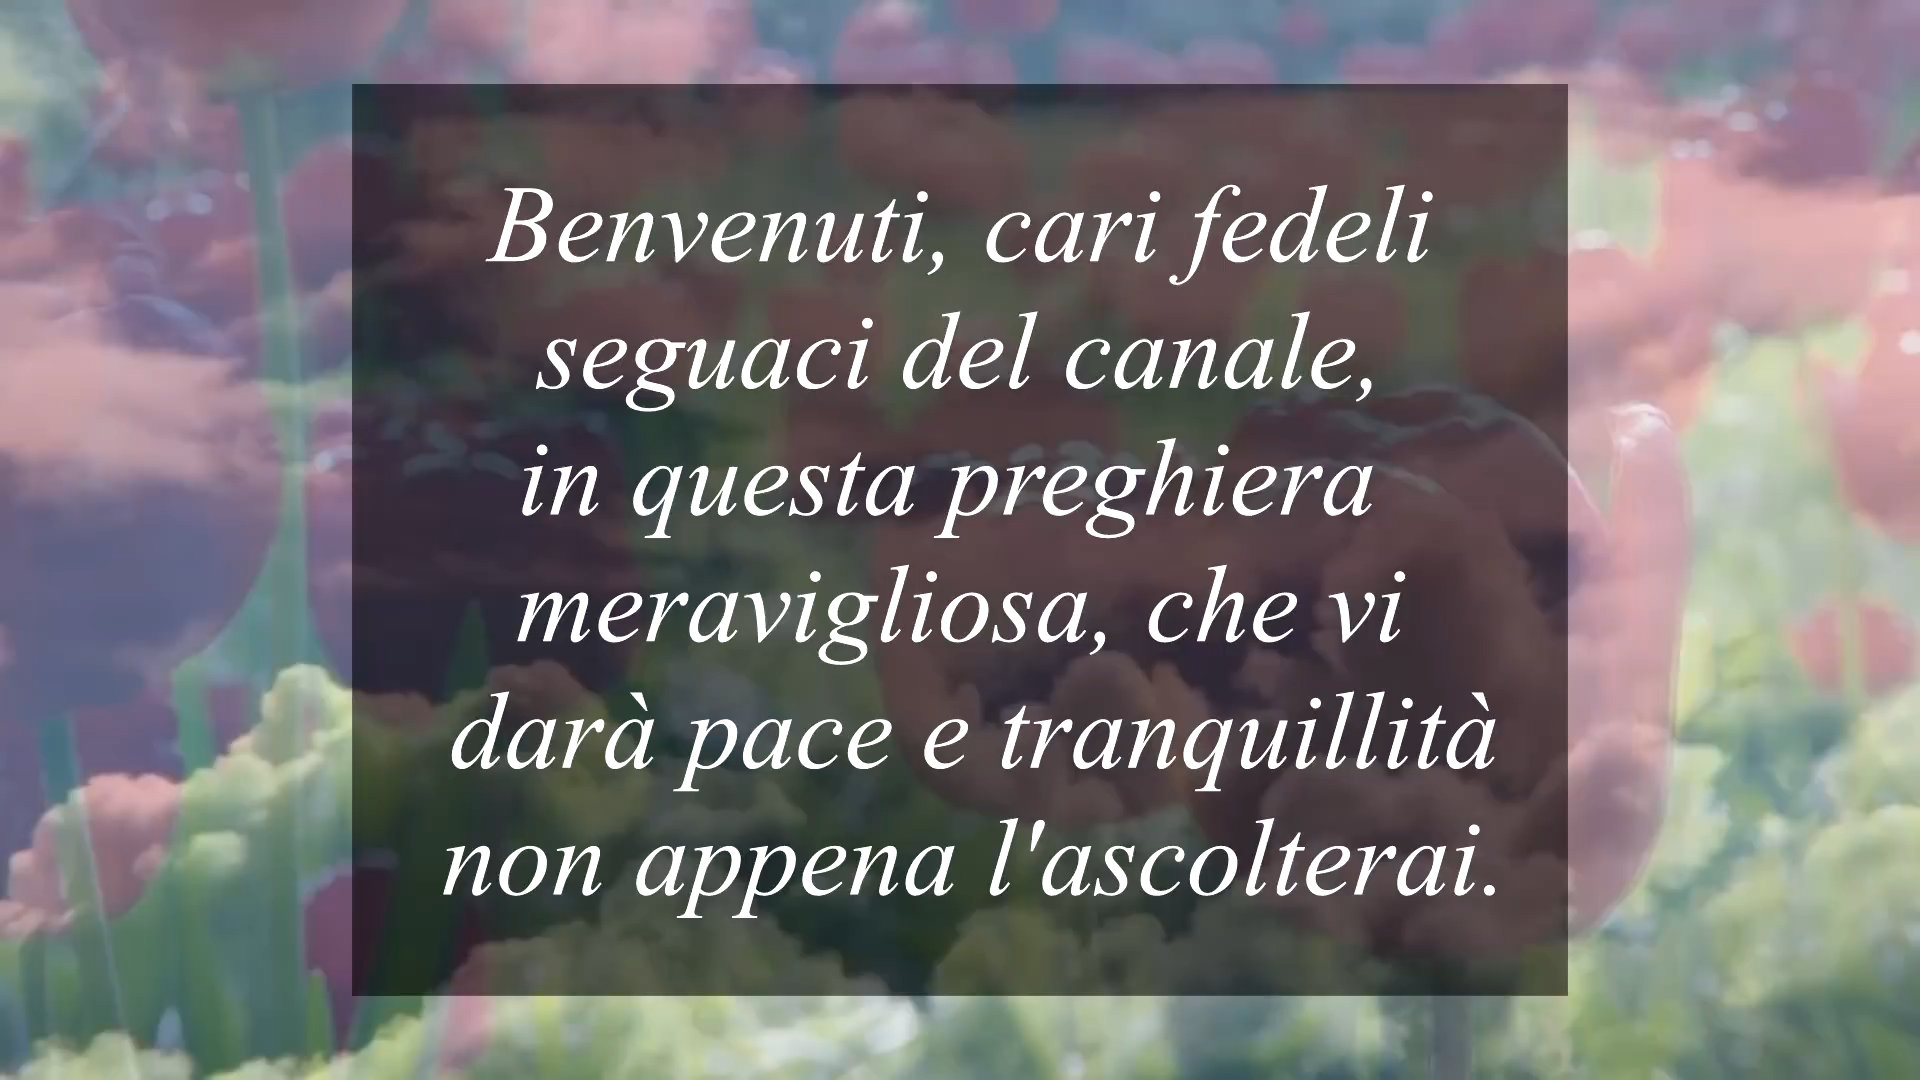 Benvenuti, cari fedeli
seguaci del canale,
in questa preghiera
meravigliosa, che vi
darà pace e tranquillità
non appena l'ascolterai.